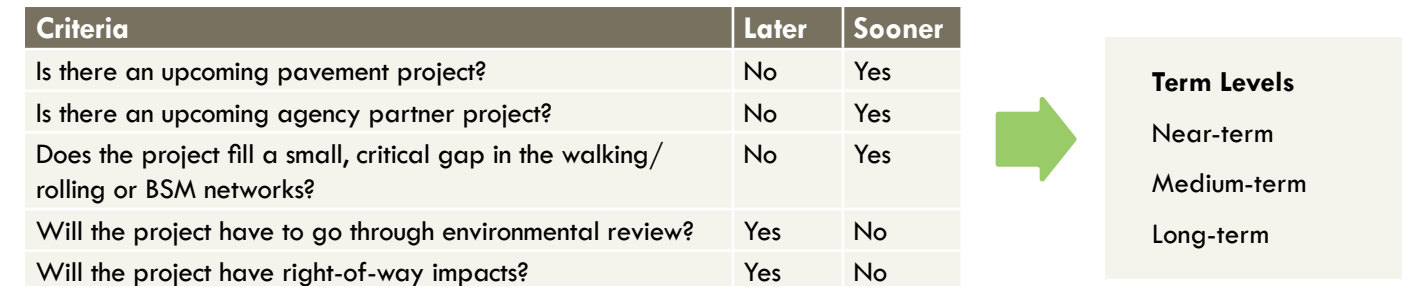 Criteria Later Sooner
Is there an upcoming pavement project? No Yes
Is there an upcoming agency partner project? No Yes
Does the project fill a small, critical gap in the walking/ No Yes
rolling or BSM networks?
Will the project have to go through environmental review? Yes No
Will the project have right-of-way impacts? Yes No
Term Levels
Near-term
Medium-term
Long-term